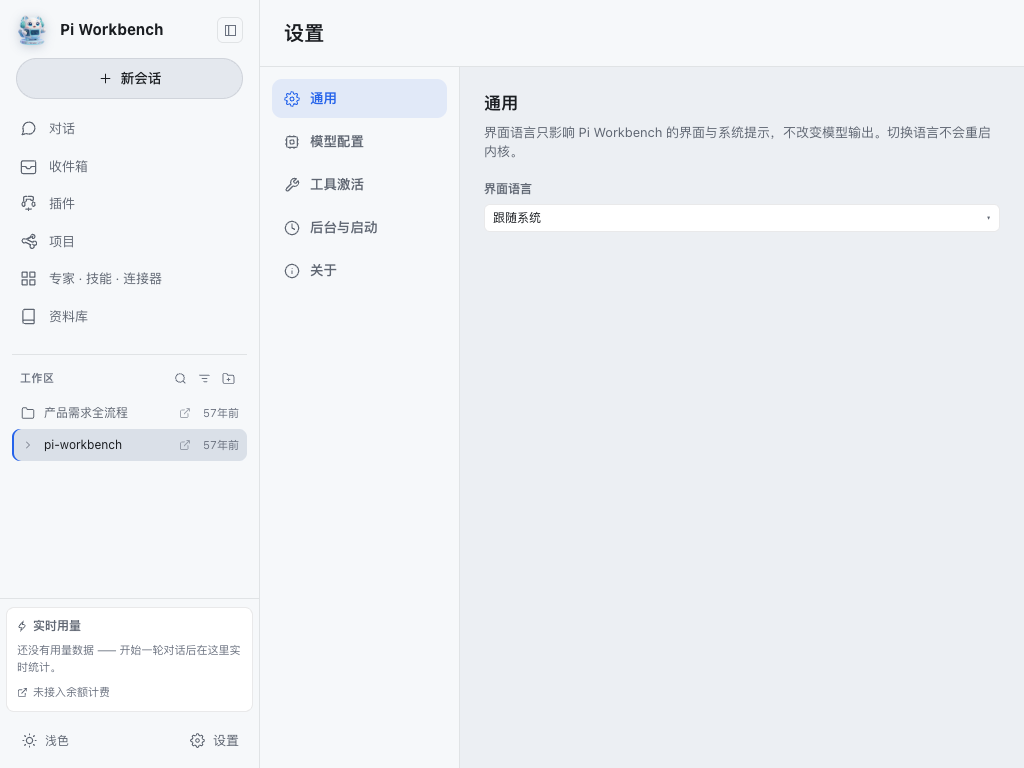 Pi Workbench
新会话
对话
收件箱
插件
项目
专家 · 技能 · 连接器
资料库
工作区
产品需求全流程 57年前
pi-workbench 57年前
实时用量
还没有用量数据 —— 开始一轮对话后在这里实
时统计。
未接入余额计费
浅色
设置
设置
通用
模型配置
工具激活
后台与启动
关于
通用
界面语言只影响 Pi Workbench 的界面与系统提示，不改变模型输出。切换语言不会重启
内核。
界面语言
跟随系统